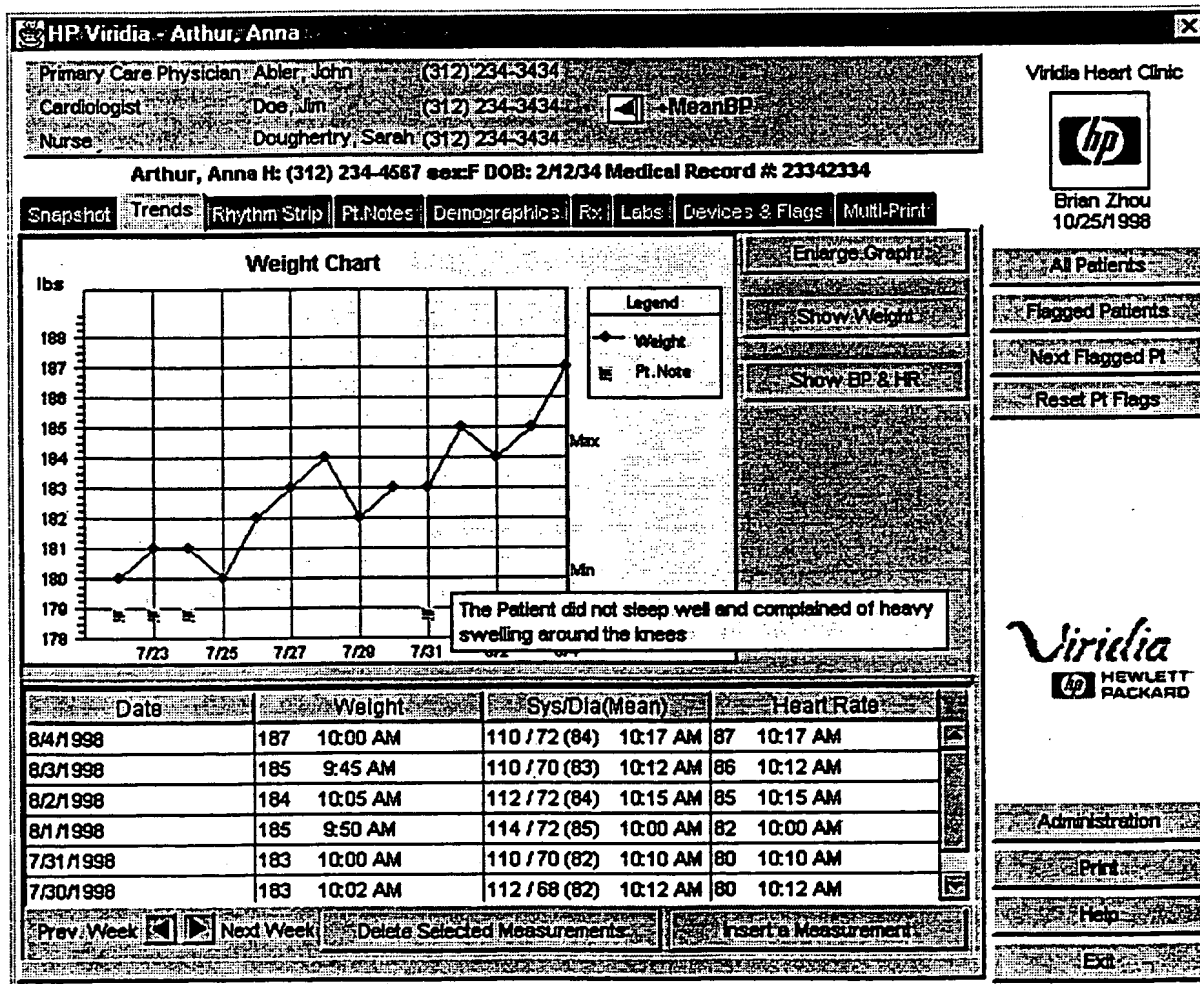 HP Viridia - Arthur, Anna
Primary Care Physician Abler, John (312) 234-3434
Cardiologist Doe, Jim (312) 234-3434 +MeanBP
Nurse Doughertry, Sarah (312) 234-3434
Arthur, Anna H: (312) 234-4567 sex:F DOB: 2/12/34 Medical Record #: 23342334
Snapshot Trends Rhythm Strip Pt.Notes Demographics Rx Labs Devices & Flags Multi-Print
Weight Chart
lbs
188
187
186
185
184
183
182
181
180
179
178
7/23 7/25 7/27 7/29 7/31
Max
Min
Legend
Weight
Pt.Note
The Patient did not sleep well and complained of heavy
swelling around the knees
Enlarge Graph
Show Weight
Show BP & HR
Date Weight Sys/Dia(Mean) Heart Rate
8/4/1998 187 10:00 AM 110 / 72 (84) 10:17 AM 87 10:17 AM
8/3/1998 185 9:45 AM 110 / 70 (83) 10:12 AM 86 10:12 AM
8/2/1998 184 10:05 AM 112 / 72 (84) 10:15 AM 85 10:15 AM
8/1/1998 185 9:50 AM 114 / 72 (85) 10:00 AM 82 10:00 AM
7/31/1998 183 10:00 AM 110 / 70 (82) 10:10 AM 80 10:10 AM
7/30/1998 183 10:02 AM 112 / 68 (82) 10:12 AM 80 10:12 AM
Prev. Week Next Week Delete Selected Measurements Insert a Measurement
Viridia Heart Clinic
hp
Brian Zhou
10/25/1998
All Patients
Flagged Patients
Next Flagged Pt
Reset Pt Flags
Viridia
hp HEWLETT
PACKARD
Administration
Print
Help
Exit